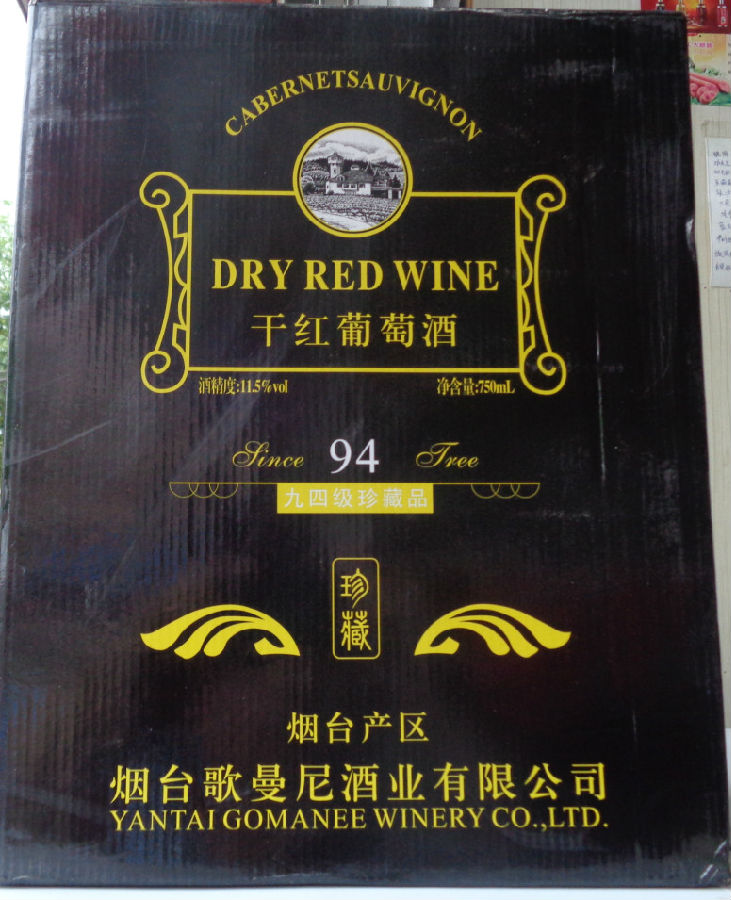 CABERNETSAUVIGNON
DRY RED WINE
干红葡萄酒
酒精度:11.5%vol 净含量:750mL
Since 94 Tree
九四级珍藏品
珍藏
烟台产区
烟台歌曼尼酒业有限公司
YANTAI GOMANEE WINERY CO.,LTD.